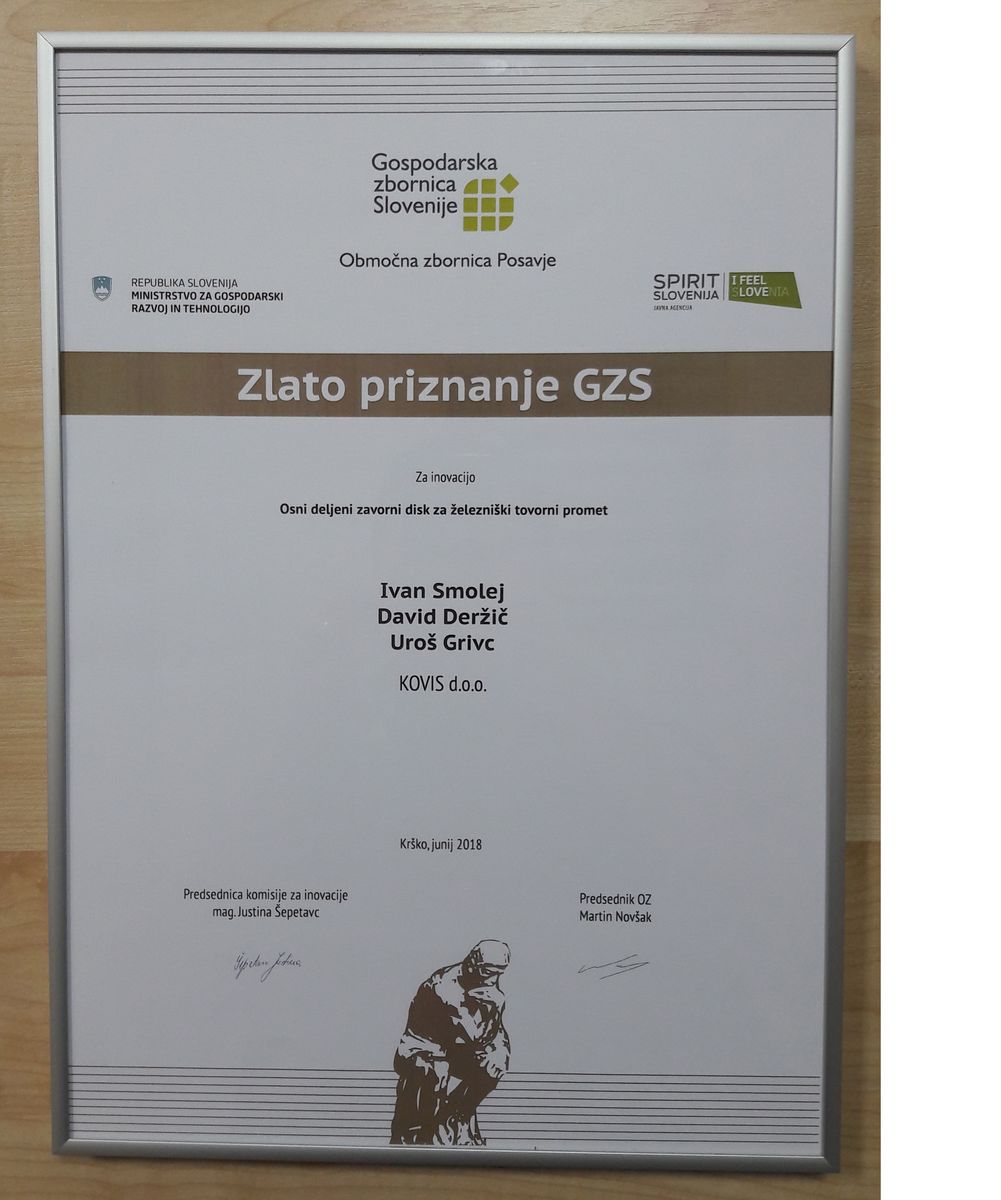 Gospodarska
zbornica
Slovenije
Območna zbornica Posavje
REPUBLIKA SLOVENIJA
MINISTRSTVO ZA GOSPODARSKI
RAZVOJ IN TEHNOLOGIJO
SPIRIT
SLOVENIJA
JAVNA AGENCIJA
I FEEL
SLOVENIA
Zlato priznanje GZS
Za inovacijo
Osni deljeni zavorni disk za železniški tovorni promet
Ivan Smolej
David Deržič
Uroš Grivc
KOVIS d.o.o.
Krško, junij 2018
Predsednica komisije za inovacije
mag. Justina Šepetavc
Predsednik OZ
Martin Novšak